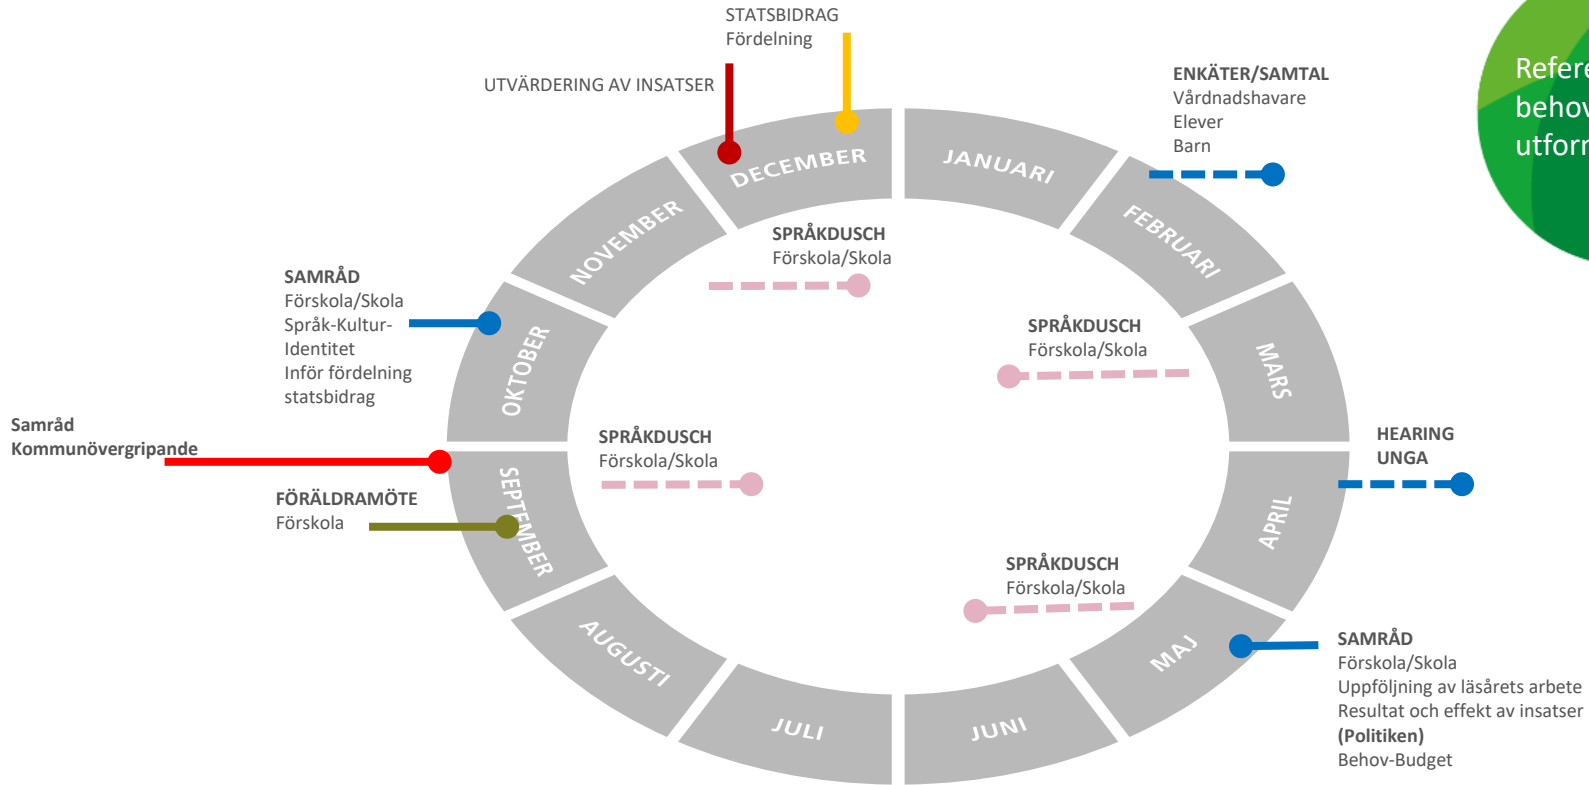 STATSBIDRAG
Fördelning
UTVÄRDERING AV INSATSER
ENKÄTER/SAMTAL
Vårdnadshavare
Elever
Barn
behov
DECEMBER
JANUARI
NOVEMBER
FEBRUARI
SPRÅKDUSCH
Förskola/Skola
SAMRÅD
Förskola/Skola
Språk-Kultur-
Identitet
Inför fördelning
statsbidrag
OKTOBER
SPRÅKDUSCH
Förskola/Skola
MARS
Samråd
Kommunövergripande
SPRÅKDUSCH
Förskola/Skola
HEARING
UNGA
FÖRÄLDRAMÖTE
Förskola
SEPTEMBER
APRIL
SPRÅKDUSCH
Förskola/Skola
AUGUSTI
MAJ
SAMRÅD
Förskola/Skola
Uppföljning av läsårets arbete
Resultat och effekt av insatser
(Politiken)
Behov-Budget
JULI
JUNI